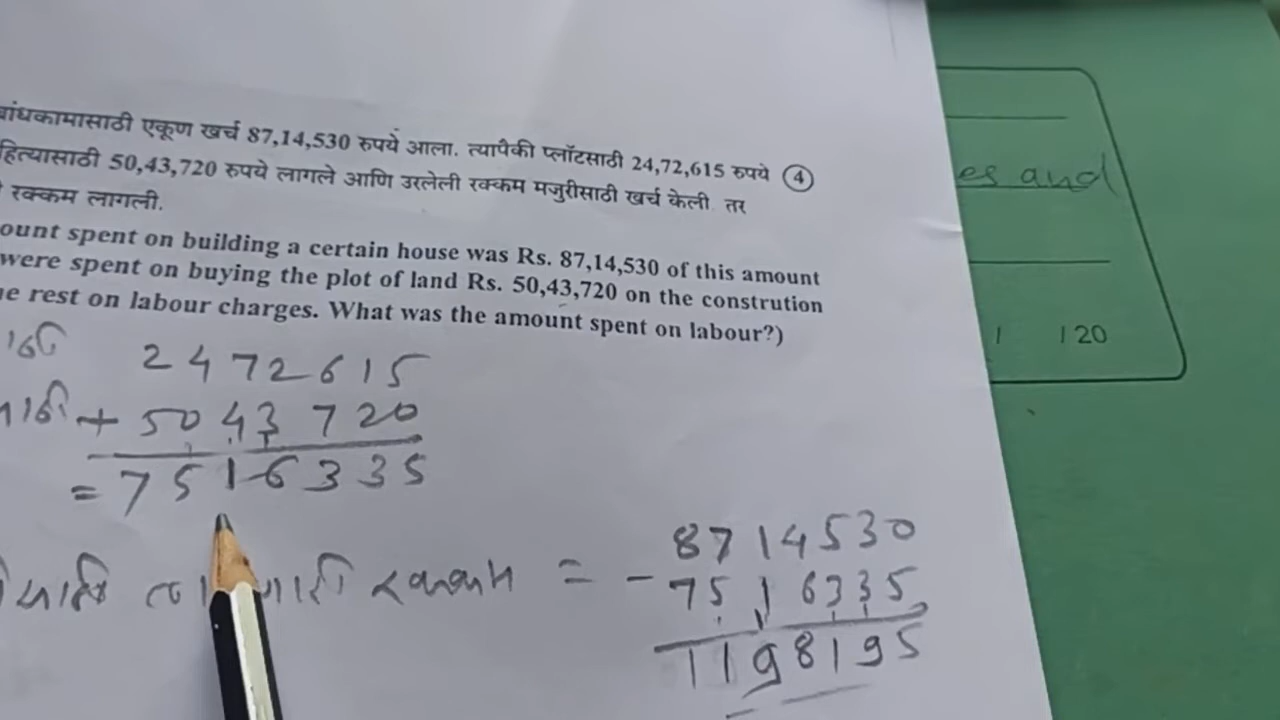 बांधकामासाठी एकूण खर्च 87,14,530 रुपये आला. त्यापैकी प्लॉटसाठी 24,72,615 रुपये
50,43,720 रुपये लागले आणि उरलेली रक्कम मजुरीसाठी खर्च केली तर 4
रक्कम लागली.
ount spent on building a certain house was Rs. 87,14,530 of this amount
were spent on buying the plot of land Rs. 50,43,720 on the constrution
e rest on labour charges. What was the amount spent on labour?)
2472615
+ 5043720
= 7516335
रक्कम = 8714530
- 7516335
1198195
es and
120